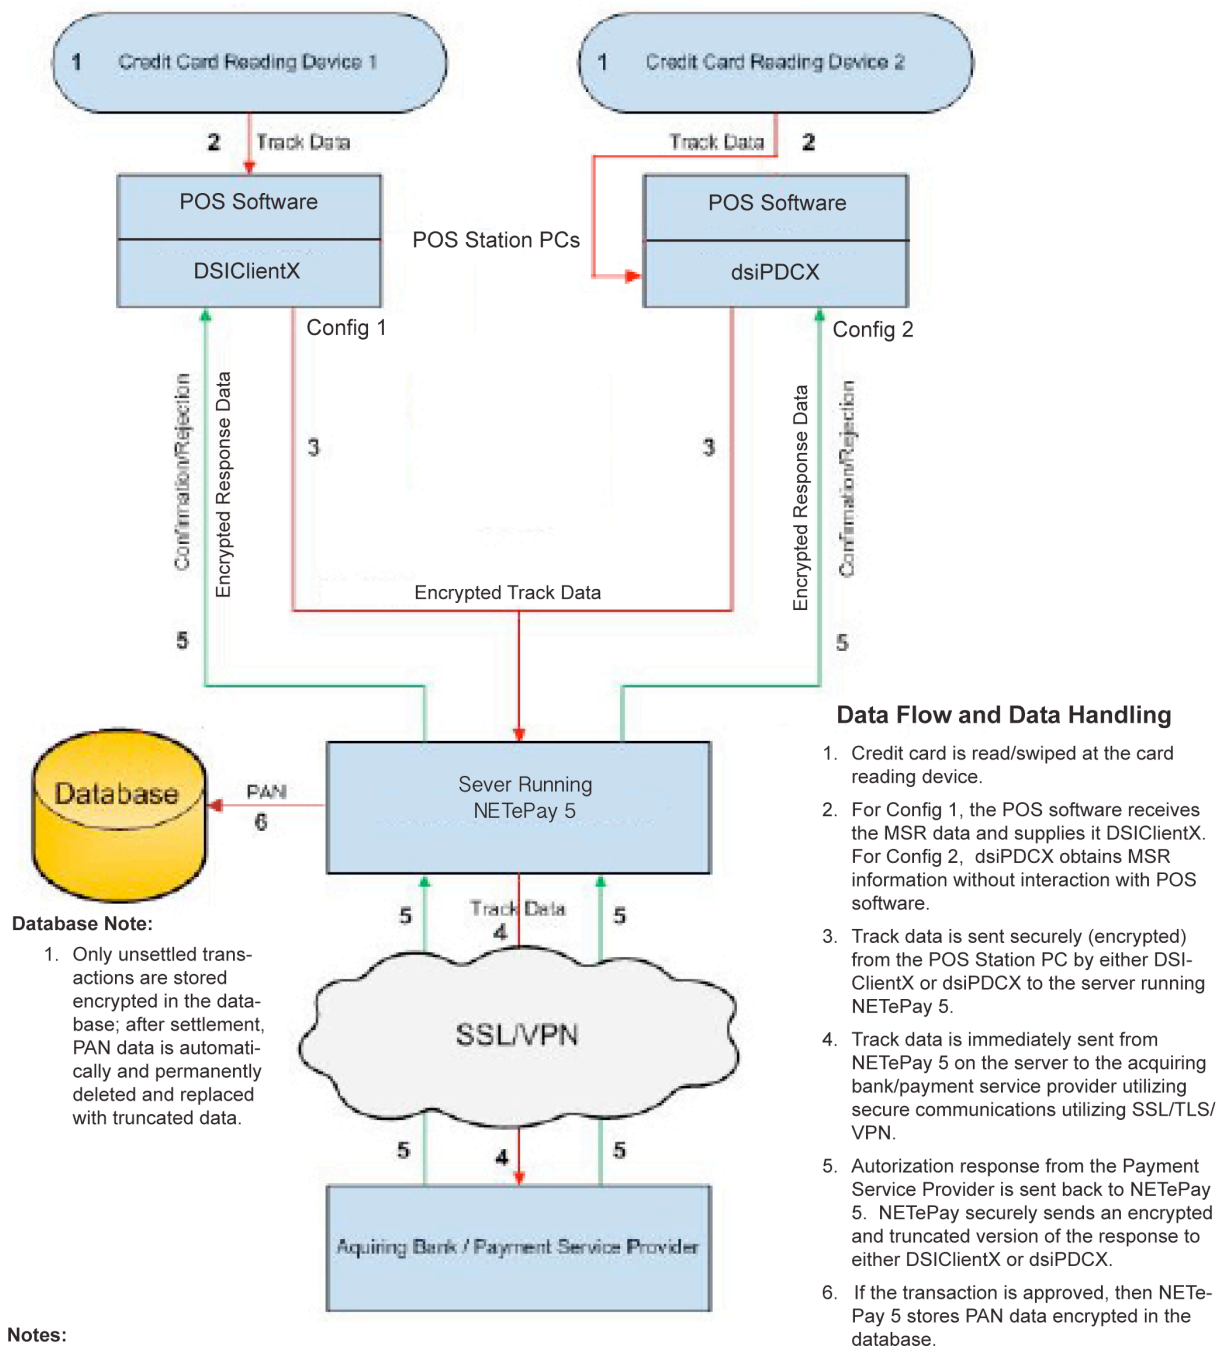 1 Credit Card Reading Device 1
1 Credit Card Reading Device 2
2 Track Data
Track Data 2
POS Software
DSIClientX
POS Station PCs
POS Software
dsiPDCX
Config 1
Config 2
Confirmation/Rejection
Encrypted Response Data
3
3
Encrypted Response Data
Confirmation/Rejection
Encrypted Track Data
5
5
Database
PAN
6
Sever Running
NETePay 5
5
Track Data
4
5
SSL/VPN
5
4
5
Aquiring Bank / Payment Service Provider
Database Note:
1. Only unsettled trans-
actions are stored
encrypted in the data-
base; after settlement,
PAN data is automati-
cally and permanently
deleted and replaced
with truncated data.
Notes:
Data Flow and Data Handling
1. Credit card is read/swiped at the card
reading device.
2. For Config 1, the POS software receives
the MSR data and supplies it DSIClientX.
For Config 2, dsiPDCX obtains MSR
information without interaction with POS
software.
3. Track data is sent securely (encrypted)
from the POS Station PC by either DSI-
ClientX or dsiPDCX to the server running
NETePay 5.
4. Track data is immediately sent from
NETePay 5 on the server to the acquiring
bank/payment service provider utilizing
secure communications utilizing SSL/TLS/
VPN.
5. Autorization response from the Payment
Service Provider is sent back to NETePay
5. NETePay securely sends an encrypted
and truncated version of the response to
either DSIClientX or dsiPDCX.
6. If the transaction is approved, then NETe-
Pay 5 stores PAN data encrypted in the
database.